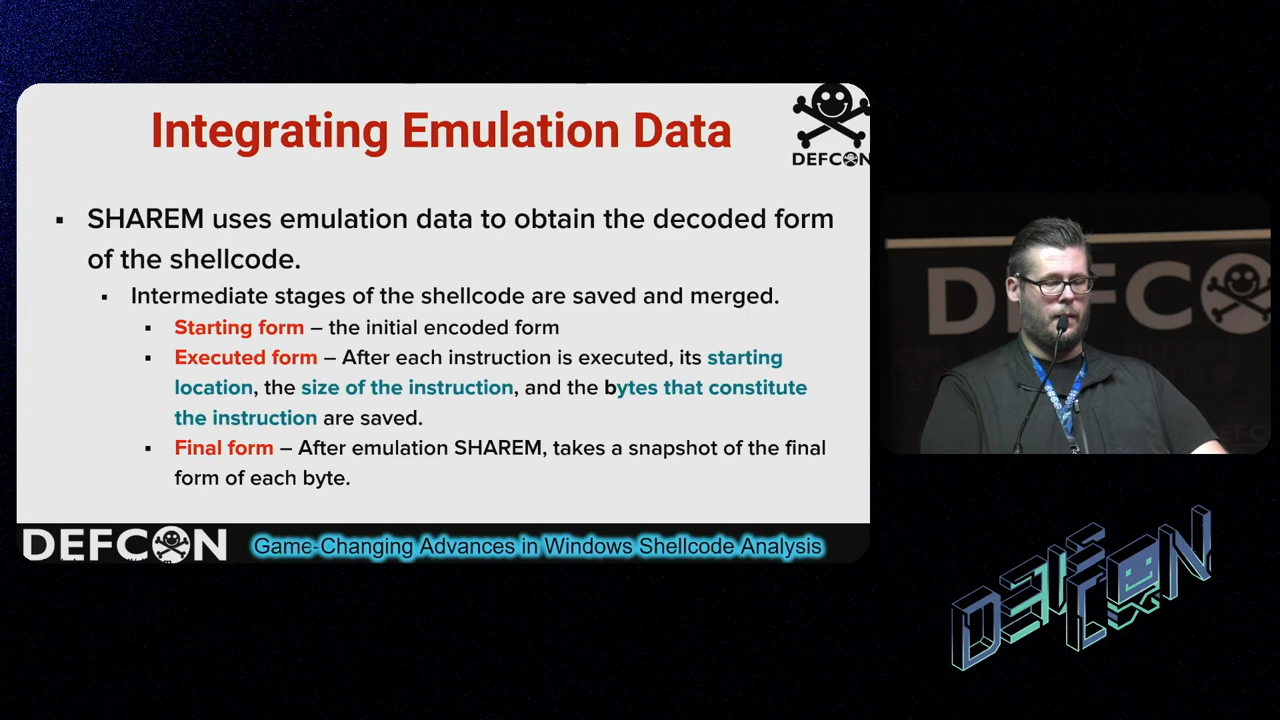 Integrating Emulation Data
DEFCON
▪ SHAREM uses emulation data to obtain the decoded form
of the shellcode.
▪ Intermediate stages of the shellcode are saved and merged.
▪ Starting form – the initial encoded form
▪ Executed form – After each instruction is executed, its starting
location, the size of the instruction, and the bytes that constitute
the instruction are saved.
▪ Final form – After emulation SHAREM, takes a snapshot of the final
form of each byte.
DEFCON
Game-Changing Advances in Windows Shellcode Analysis
DEFCO
DEFCON